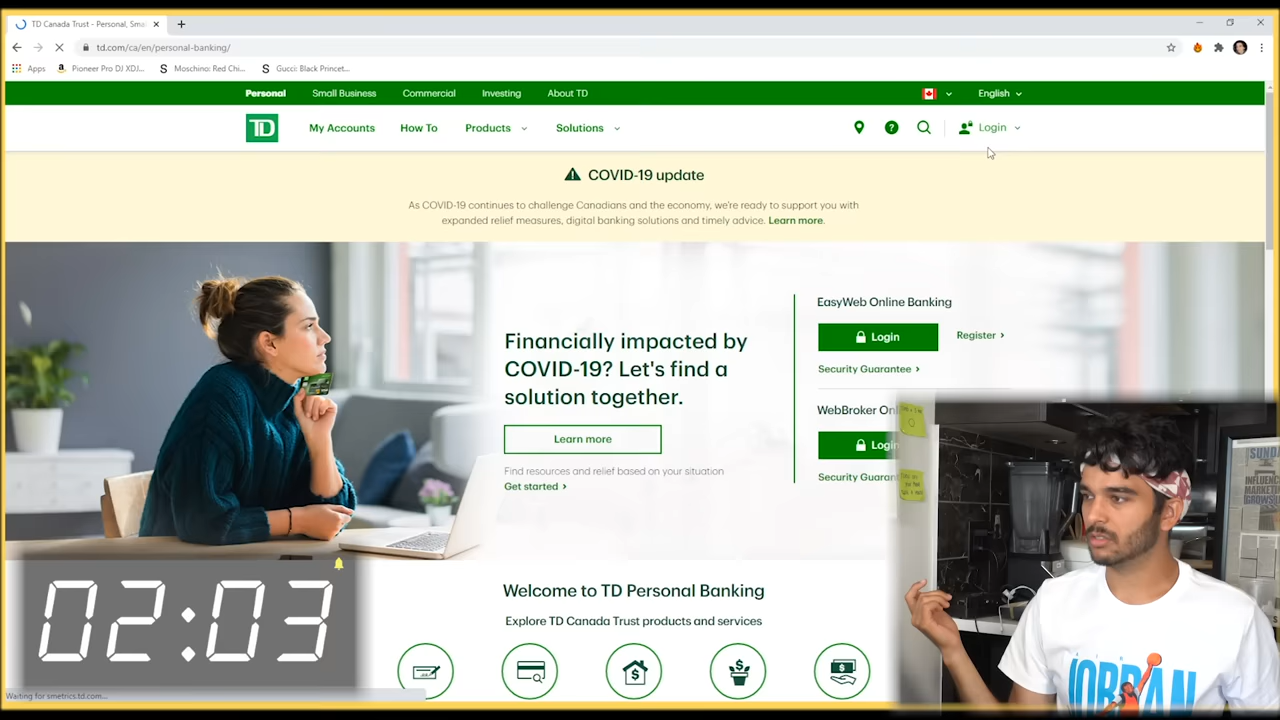 TD Canada Trust - Personal, Sma
td.com/ca/en/personal-banking/
Apps
Pioneer Pro DJ XDJ...
Moschino: Red Chi...
Gucci: Black Princet...
Personal
Small Business
Commercial
Investing
About TD
English
TD
My Accounts
How To
Products
Solutions
Login
COVID-19 update
As COVID-19 continues to challenge Canadians and the economy, we're ready to support you with
expanded relief measures, digital banking solutions and timely advice. Learn more.
Financially impacted by
COVID-19? Let's find a
solution together.
Learn more
Find resources and relief based on your situation
Get started
EasyWeb Online Banking
Login
Register
Security Guarantee
WebBroker Onl
Login
Security Guaran
SUNDA
INFLUENC
MARKET
GROWS
JORDAN
02:03
Welcome to TD Personal Banking
Explore TD Canada Trust products and services
Waiting for smetrics.td.com...